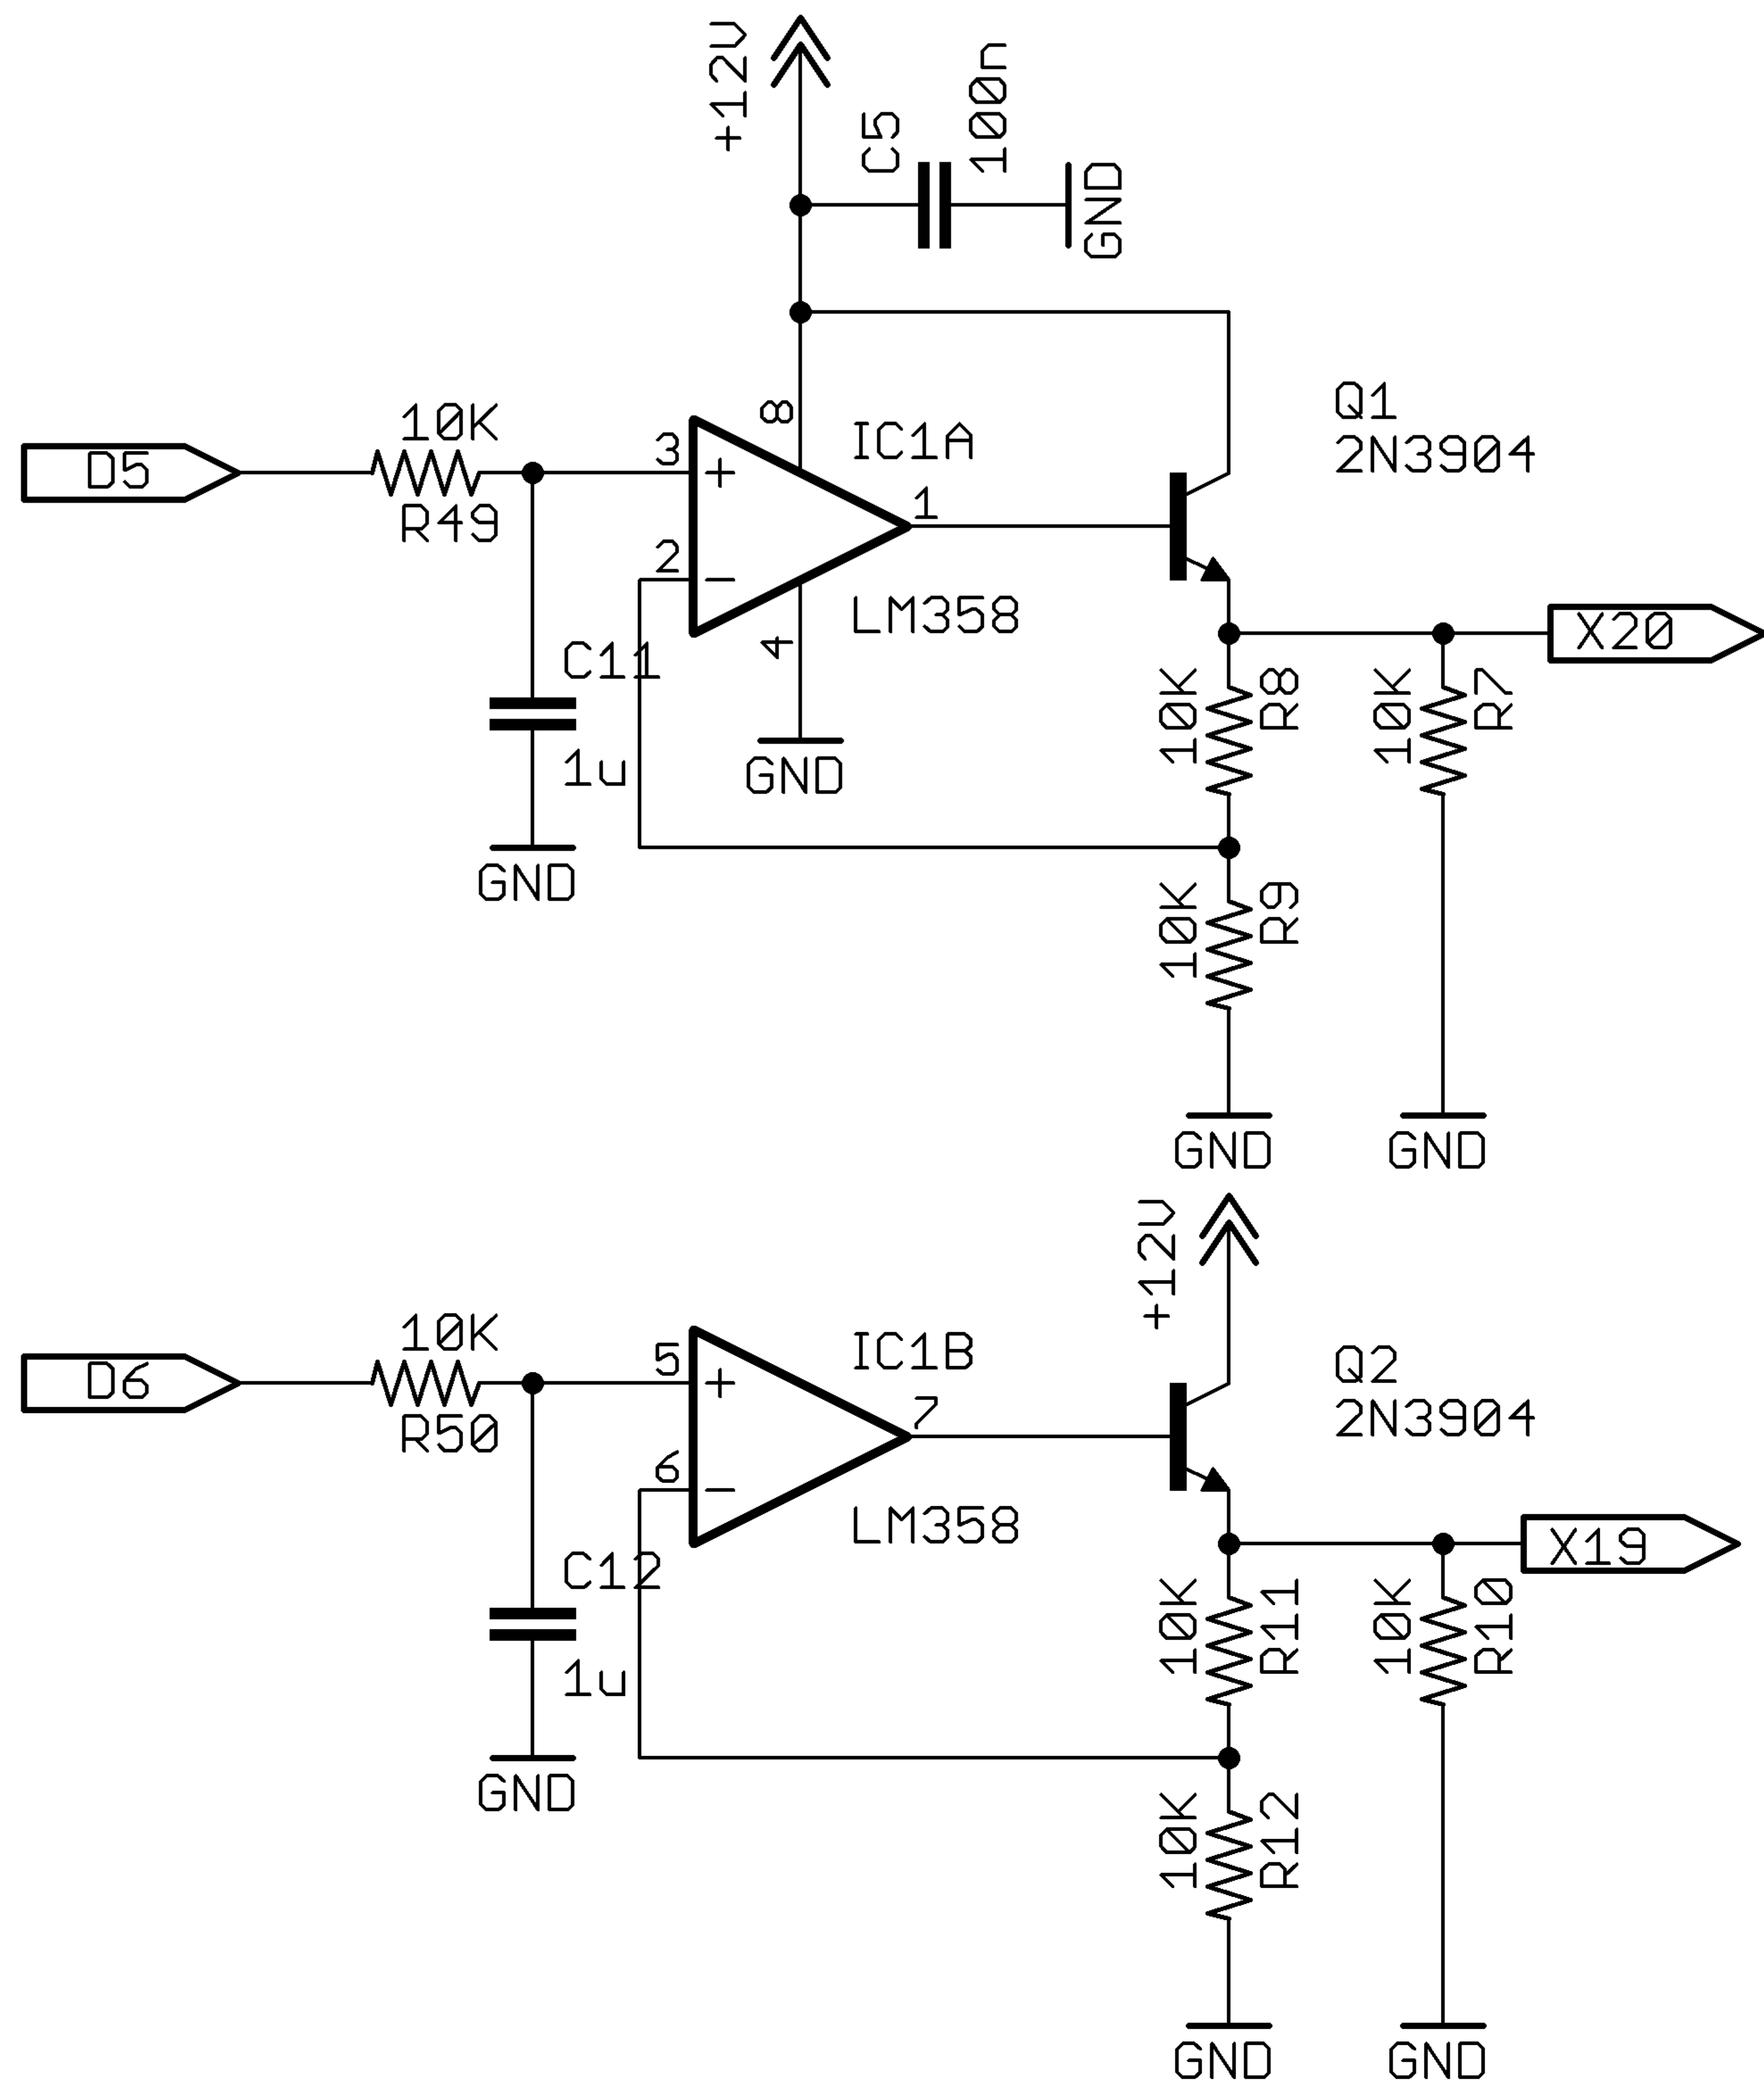 +12V
C5
100n
GND
10K
D5
R49
3
2
8
4
1
IC1A
LM358
Q1
2N3904
X20
C11
1u
GND
GND
10K
R8
10K
R7
10K
R9
GND
GND
+12V
10K
D6
R50
5
6
7
IC1B
LM358
Q2
2N3904
X19
C12
1u
GND
10K
R11
10K
R10
10K
R12
GND
GND
+
-
+
-